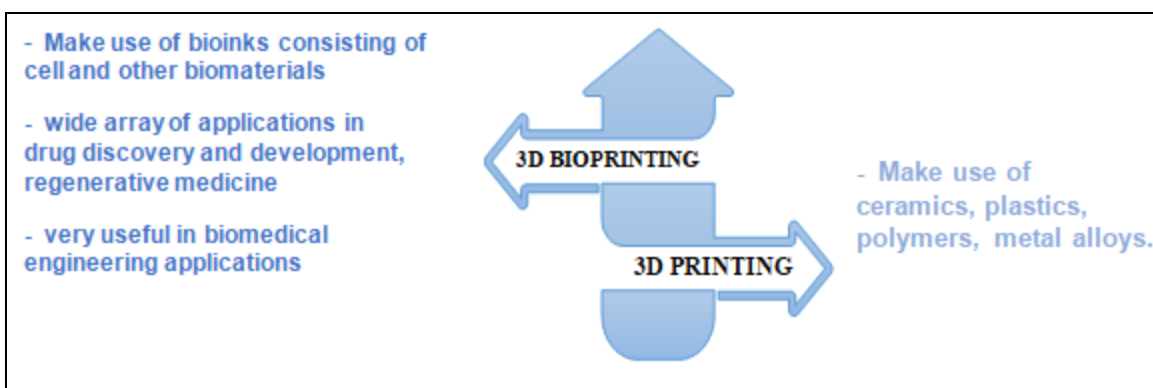 - Make use of bioinks consisting of
cell and other biomaterials
- wide array of applications in
drug discovery and development,
regenerative medicine
- very useful in biomedical
engineering applications
3D BIOPRINTING
3D PRINTING
- Make use of
ceramics, plastics,
polymers, metal alloys.